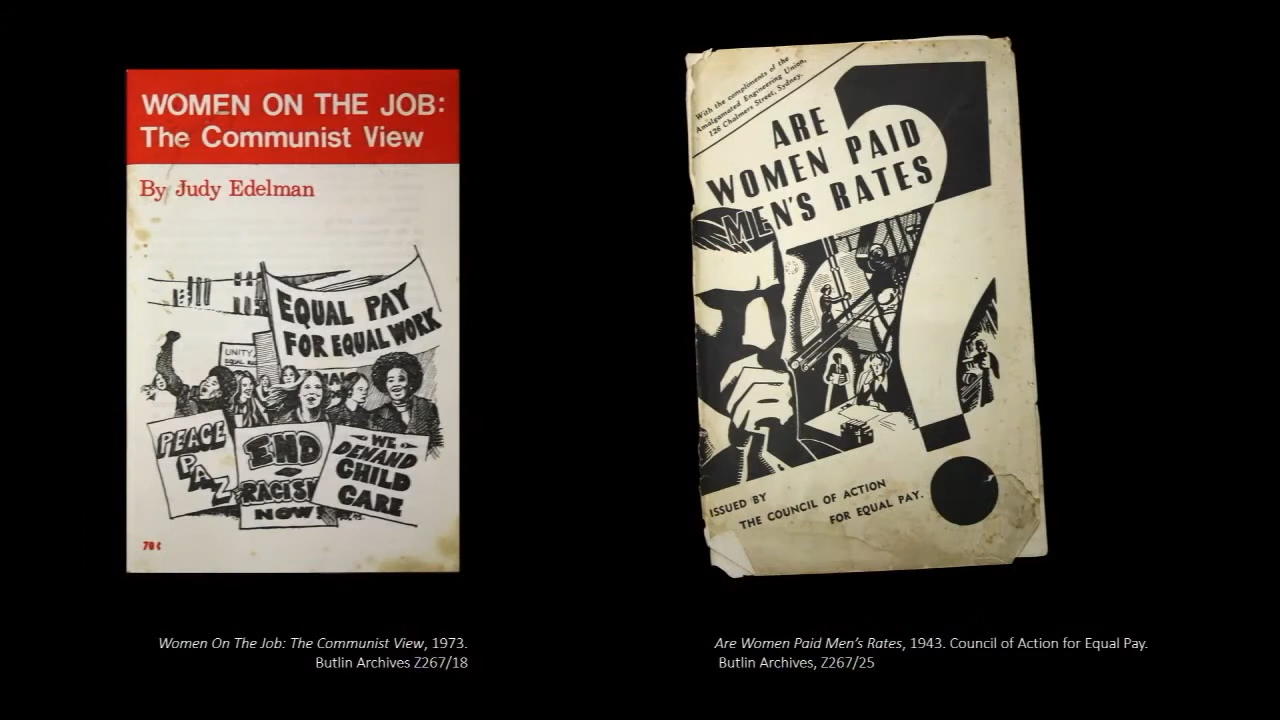 WOMEN ON THE JOB:
The Communist View
By Judy Edelman
EQUAL PAY
FOR EQUAL WORK
UNITY
EQUAL
PEACE
PAZ
END
RACISM
NOW!
WE
DEMAND
CHILD
CARE
70¢
Women On The Job: The Communist View, 1973.
Butlin Archives Z267/18
With the compliments of the
Amalgamated Engineering Union,
126 Chalmers Street, Sydney.
ARE
WOMEN PAID
MEN'S RATES
?
ISSUED BY
THE COUNCIL OF ACTION
FOR EQUAL PAY.
Are Women Paid Men’s Rates, 1943. Council of Action for Equal Pay.
Butlin Archives, Z267/25